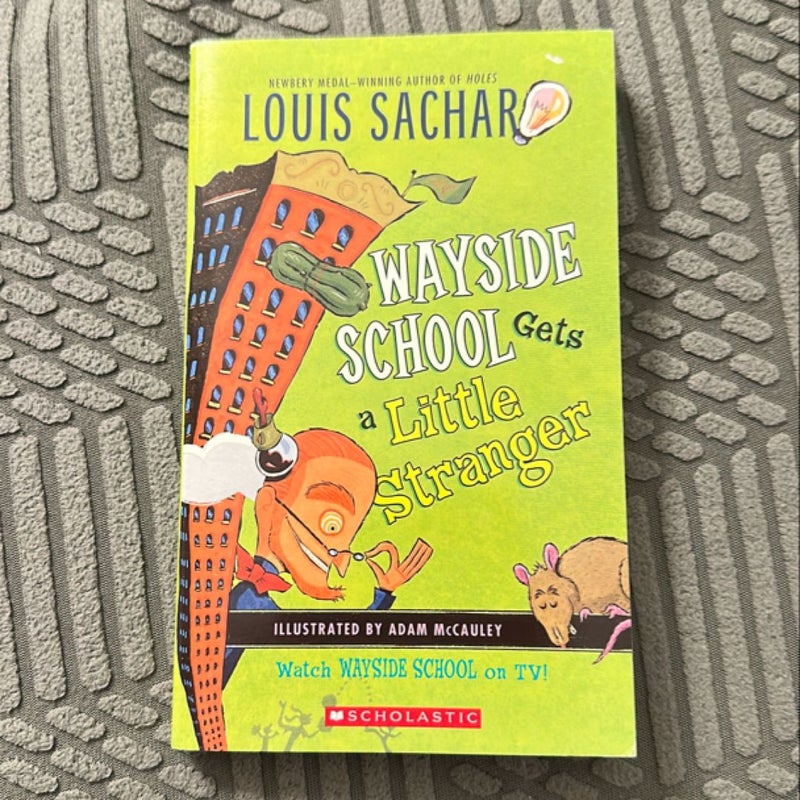 NEWBERY MEDAL–WINNING AUTHOR OF HOLES
LOUIS SACHAR
WAYSIDE
SCHOOL Gets
a Little
Stranger
ILLUSTRATED BY ADAM McCAULEY
Watch WAYSIDE SCHOOL on TV!
SCHOLASTIC